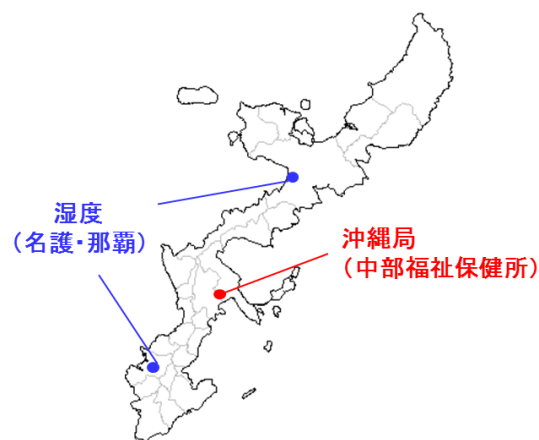 湿度
（名護・那覇）
沖縄局
（中部福祉保健所）